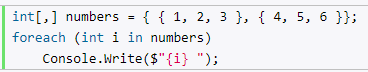 int[,] numbers = { { 1, 2, 3 }, { 4, 5, 6 }};
foreach (int i in numbers)
    Console.Write($"{i} ");